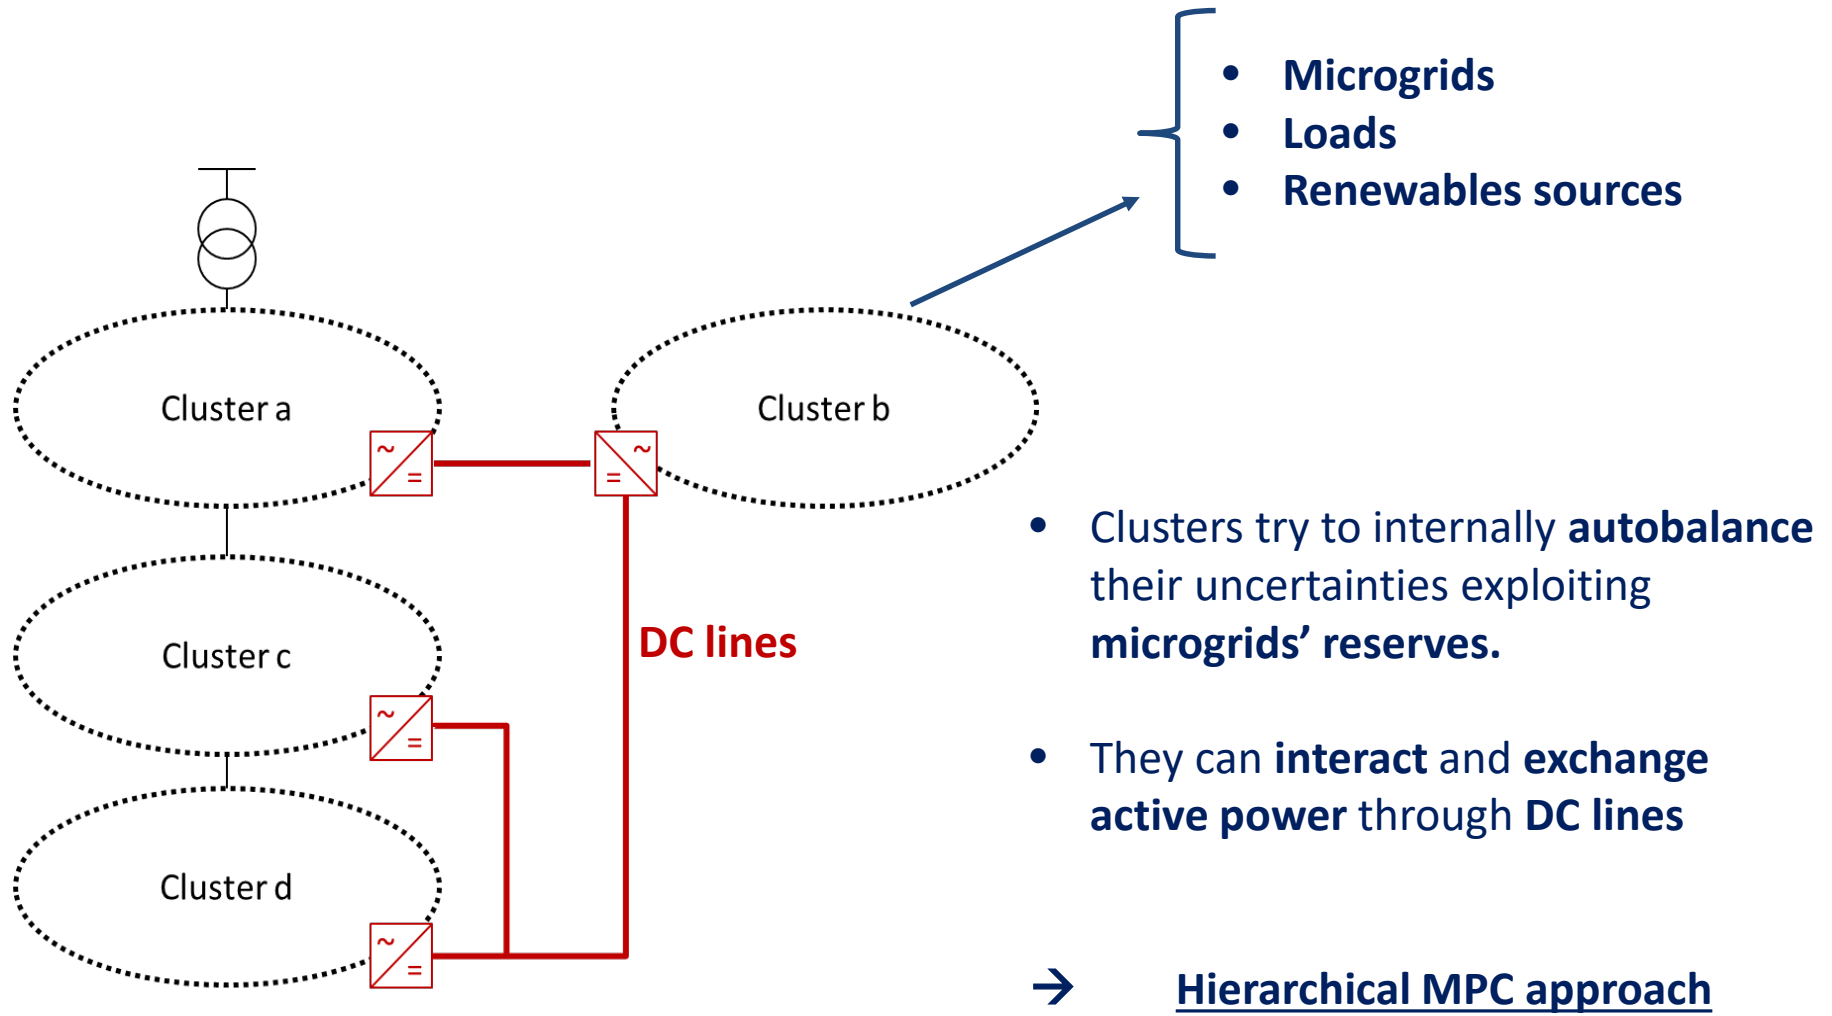 • Microgrids
• Loads
• Renewables sources
Cluster a
Cluster b
~
=
~
=
• Clusters try to internally autobalance
their uncertainties exploiting
microgrids’ reserves.
DC lines
Cluster c
~
=
• They can interact and exchange
active power through DC lines
Cluster d
~
=
→ Hierarchical MPC approach